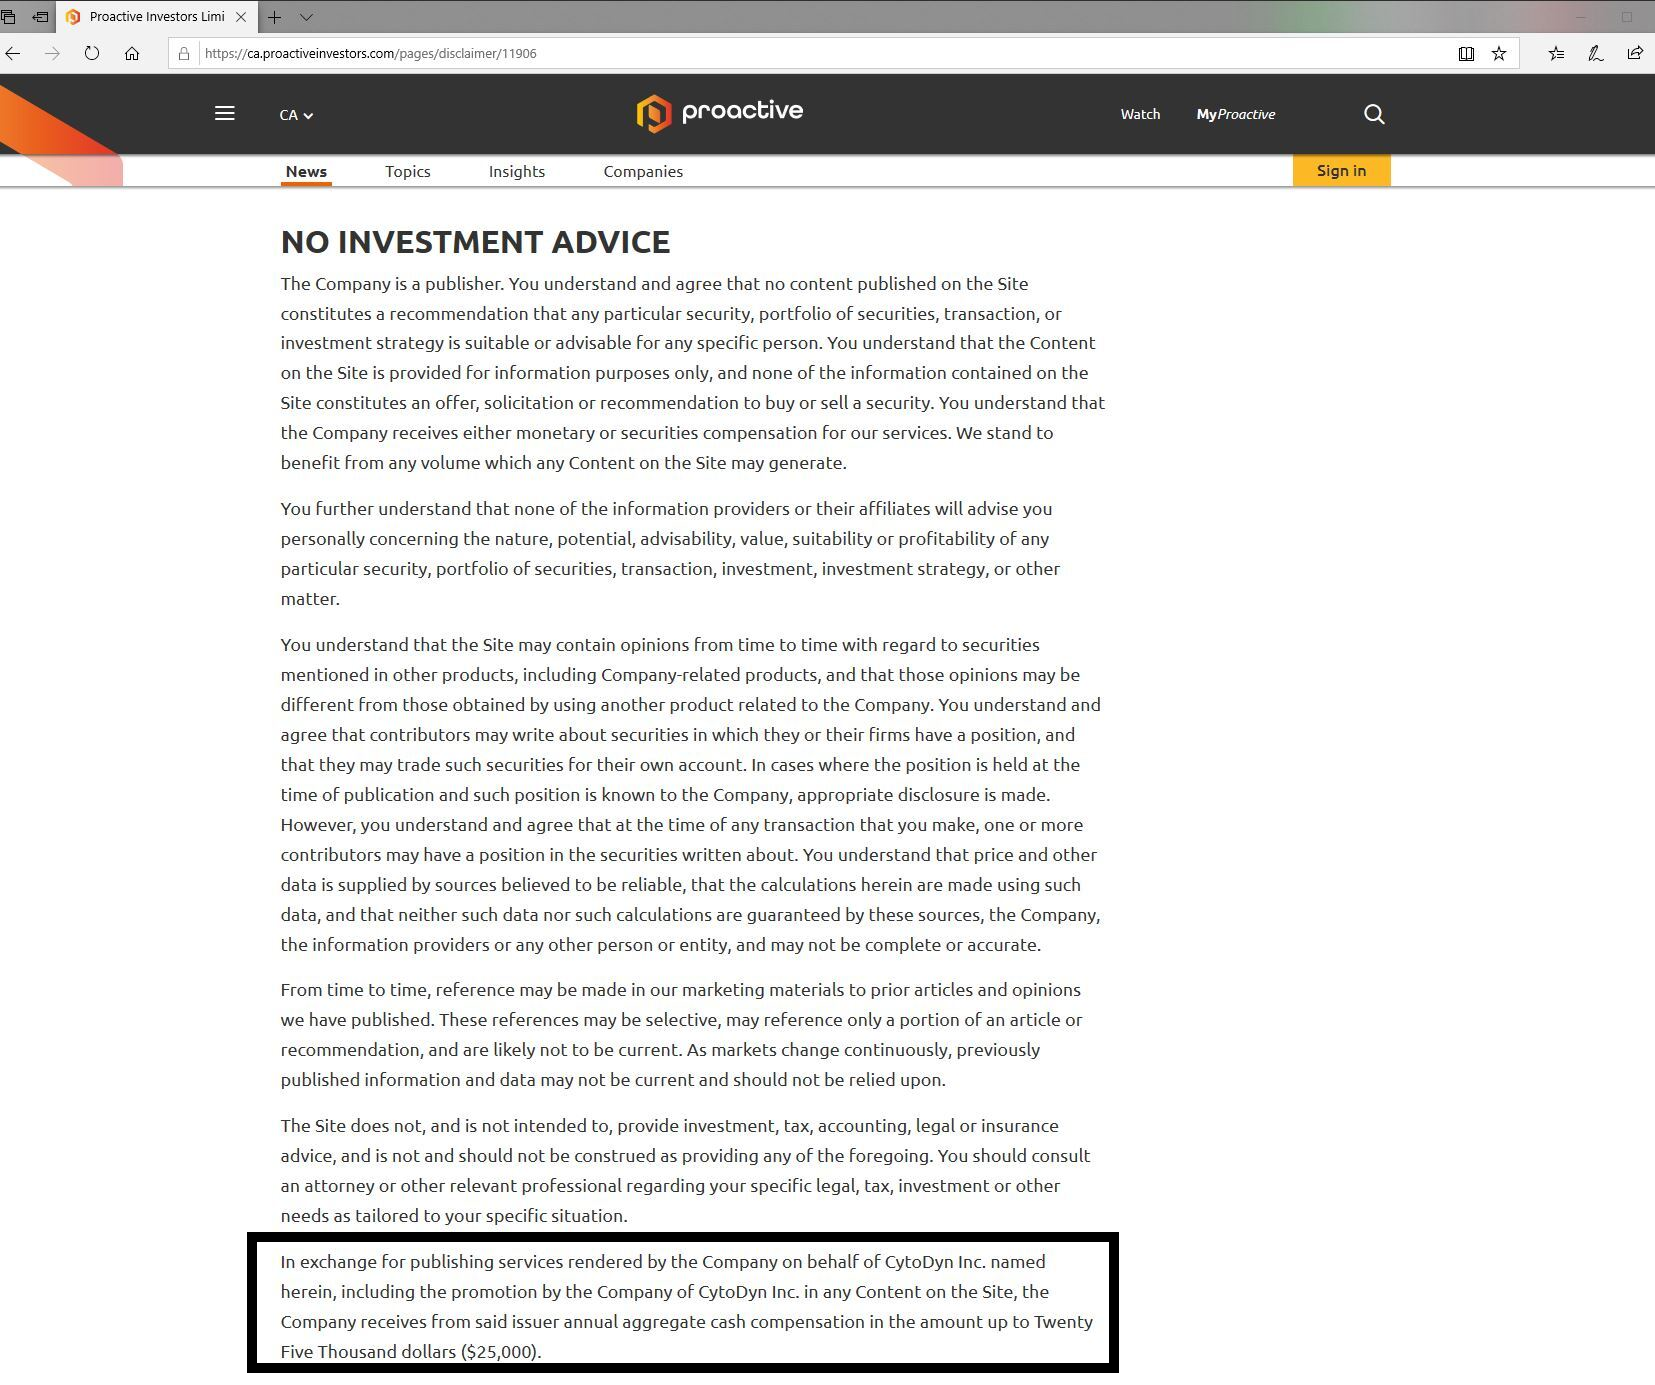 Proactive Investors Limi
https://ca.proactiveinvestors.com/pages/disclaimer/11906
CA
proactive
Watch
MyProactive
News
Topics
Insights
Companies
Sign in
NO INVESTMENT ADVICE
The Company is a publisher. You understand and agree that no content published on the Site
constitutes a recommendation that any particular security, portfolio of securities, transaction, or
investment strategy is suitable or advisable for any specific person. You understand that the Content
on the Site is provided for information purposes only, and none of the information contained on the
Site constitutes an offer, solicitation or recommendation to buy or sell a security. You understand that
the Company receives either monetary or securities compensation for our services. We stand to
benefit from any volume which any Content on the Site may generate.
You further understand that none of the information providers or their affiliates will advise you
personally concerning the nature, potential, advisability, value, suitability or profitability of any
particular security, portfolio of securities, transaction, investment, investment strategy, or other
matter.
You understand that the Site may contain opinions from time to time with regard to securities
mentioned in other products, including Company-related products, and that those opinions may be
different from those obtained by using another product related to the Company. You understand and
agree that contributors may write about securities in which they or their firms have a position, and
that they may trade such securities for their own account. In cases where the position is held at the
time of publication and such position is known to the Company, appropriate disclosure is made.
However, you understand and agree that at the time of any transaction that you make, one or more
contributors may have a position in the securities written about. You understand that price and other
data is supplied by sources believed to be reliable, that the calculations herein are made using such
data, and that neither such data nor such calculations are guaranteed by these sources, the Company,
the information providers or any other person or entity, and may not be complete or accurate.
From time to time, reference may be made in our marketing materials to prior articles and opinions
we have published. These references may be selective, may reference only a portion of an article or
recommendation, and are likely not to be current. As markets change continuously, previously
published information and data may not be current and should not be relied upon.
The Site does not, and is not intended to, provide investment, tax, accounting, legal or insurance
advice, and is not and should not be construed as providing any of the foregoing. You should consult
an attorney or other relevant professional regarding your specific legal, tax, investment or other
needs as tailored to your specific situation.
In exchange for publishing services rendered by the Company on behalf of CytoDyn Inc. named
herein, including the promotion by the Company of CytoDyn Inc. in any Content on the Site, the
Company receives from said issuer annual aggregate cash compensation in the amount up to Twenty
Five Thousand dollars ($25,000).